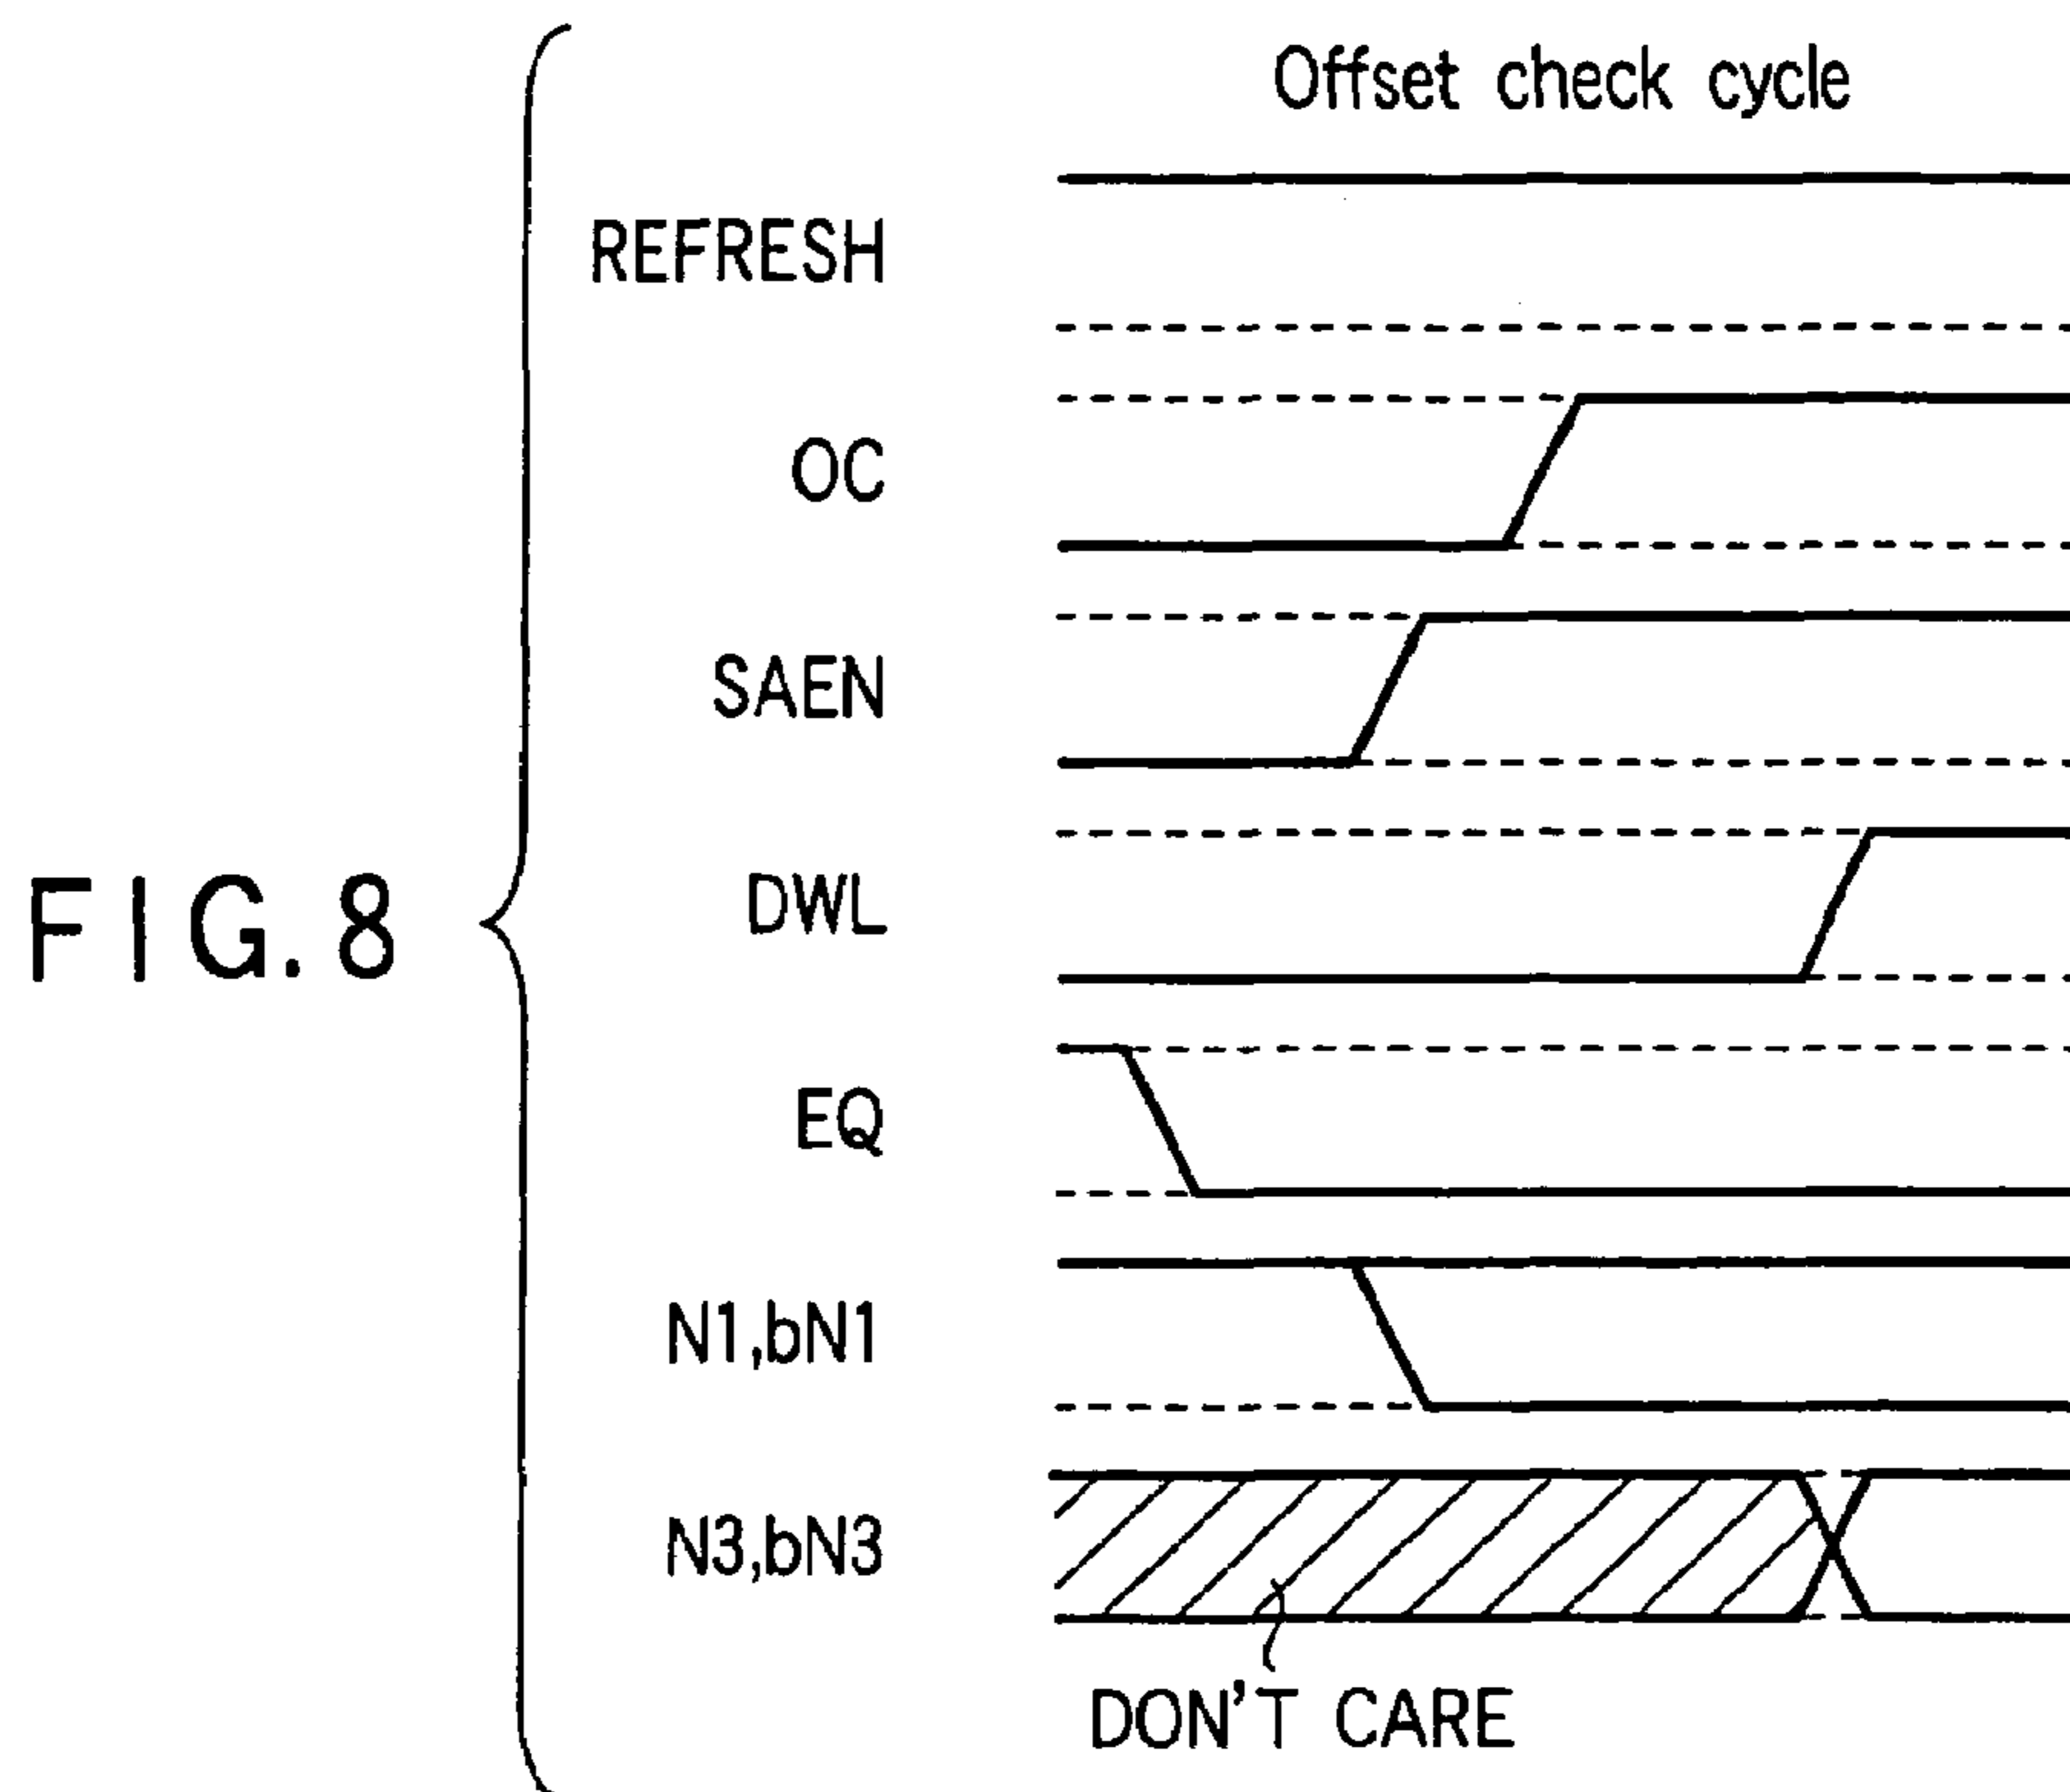 Offset check cycle
REFRESH
OC
SAEN
DWL
FIG.8
EQ
N1,bN1
N3,bN3
DON'T CARE